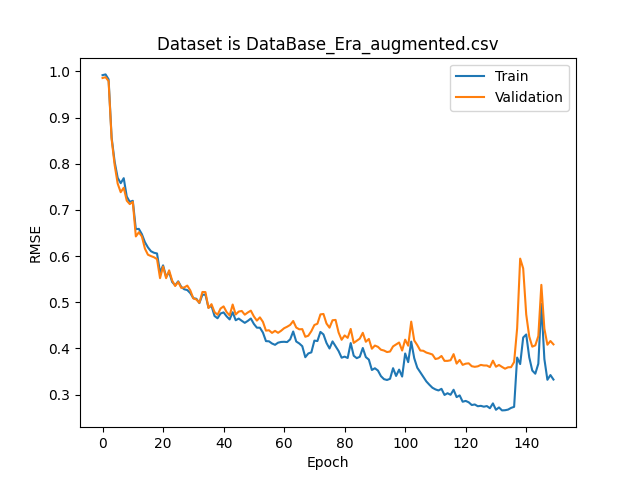 Dataset is DataBase_Era_augmented.csv
Train
Validation
1.0
0.9
0.8
0.7
0.6
0.5
0.4
0.3
RMSE
0 20 40 60 80 100 120 140
Epoch